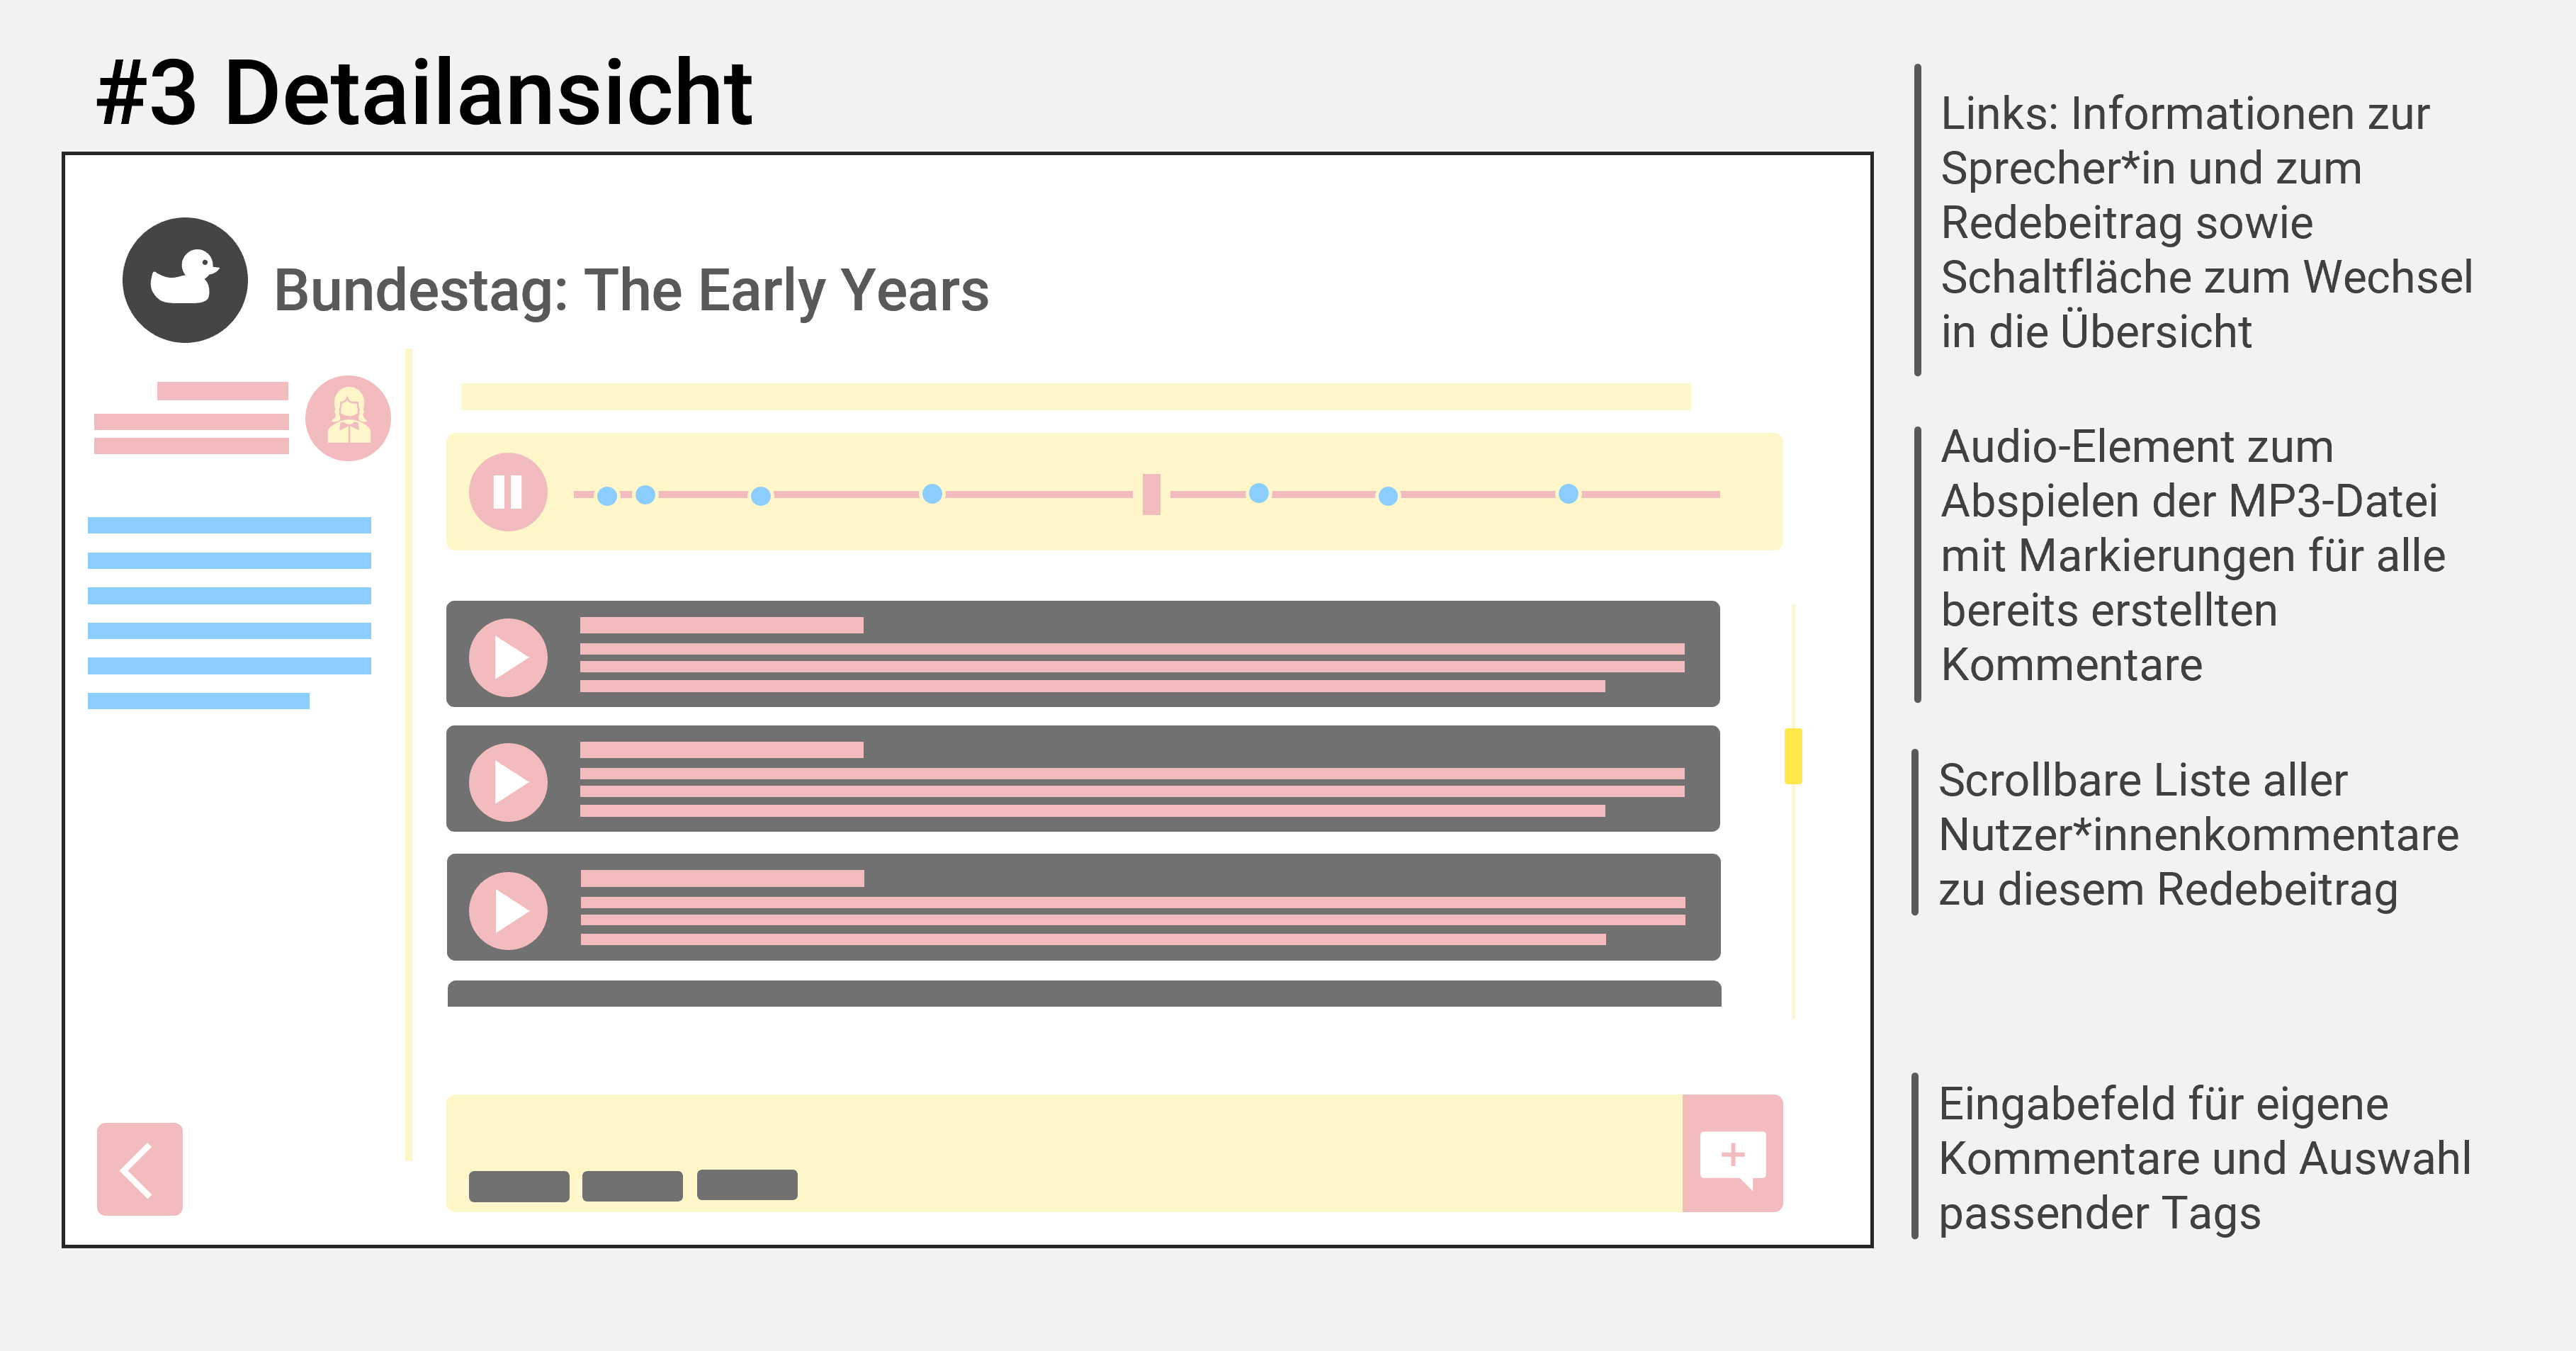 #3 Detailansicht
Bundestag: The Early Years
Links: Informationen zur
Sprecher*in und zum
Redebeitrag sowie
Schaltfläche zum Wechsel
in die Übersicht
Audio-Element zum
Abspielen der MP3-Datei
mit Markierungen für alle
bereits erstellten
Kommentare
Scrollbare Liste aller
Nutzer*innenkommentare
zu diesem Redebeitrag
Eingabefeld für eigene
Kommentare und Auswahl
passender Tags